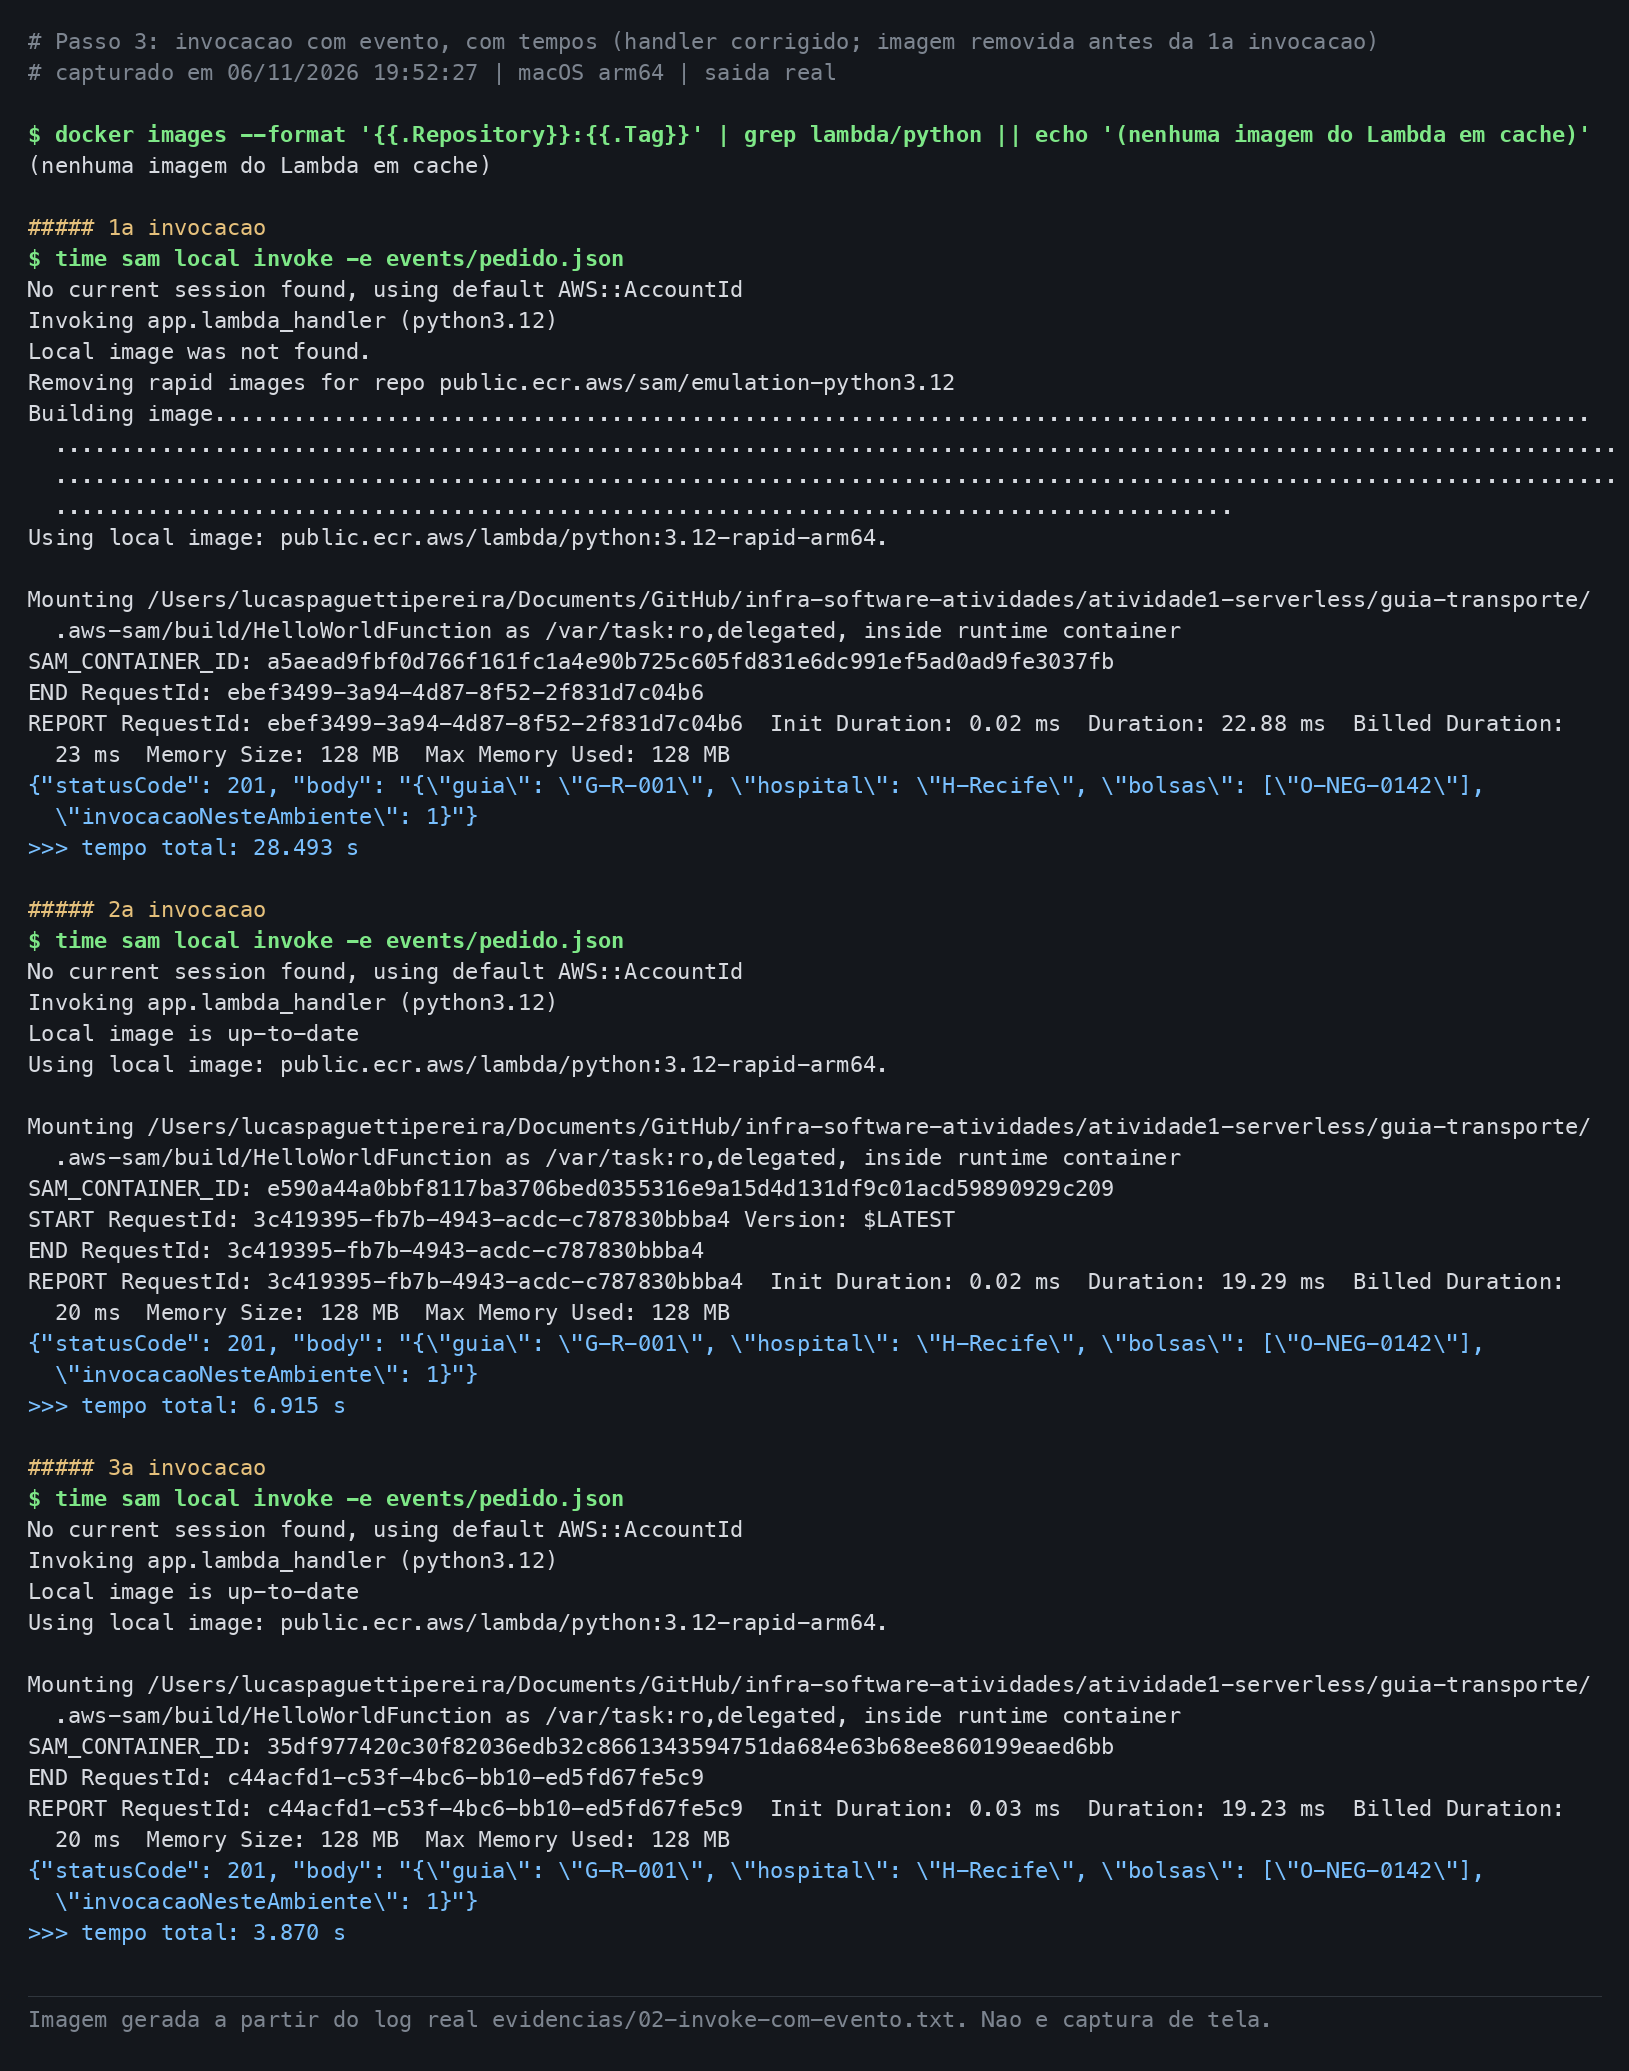 # Passo 3: invocacao com evento, com tempos (handler corrigido; imagem removida antes da 1a invocacao)
# capturado em 06/11/2026 19:52:27 | macOS arm64 | saida real
$ docker images --format '{{.Repository}}:{{.Tag}}' | grep lambda/python || echo '(nenhuma imagem do Lambda em cache)'
(nenhuma imagem do Lambda em cache)
##### 1a invocacao
$ time sam local invoke -e events/pedido.json
No current session found, using default AWS::AccountId
Invoking app.lambda_handler (python3.12)
Local image was not found.
Removing rapid images for repo public.ecr.aws/sam/emulation-python3.12
Building image........................................................................................................
......................................................................................................................
......................................................................................................................
.........................................................................................
Using local image: public.ecr.aws/lambda/python:3.12-rapid-arm64.
Mounting /Users/lucaspaguettipereira/Documents/GitHub/infra-software-atividades/atividade1-serverless/guia-transporte/
.aws-sam/build/HelloWorldFunction as /var/task:ro,delegated, inside runtime container
SAM_CONTAINER_ID: a5aead9fbf0d766f161fc1a4e90b725c605fd831e6dc991ef5ad0ad9fe3037fb
END RequestId: ebef3499-3a94-4d87-8f52-2f831d7c04b6
REPORT RequestId: ebef3499-3a94-4d87-8f52-2f831d7c04b6  Init Duration: 0.02 ms  Duration: 22.88 ms  Billed Duration:
23 ms  Memory Size: 128 MB  Max Memory Used: 128 MB
{"statusCode": 201, "body": "{\"guia\": \"G-R-001\", \"hospital\": \"H-Recife\", \"bolsas\": [\"O-NEG-0142\"],
\"invocacaoNesteAmbiente\": 1}"}
>>> tempo total: 28.493 s
##### 2a invocacao
$ time sam local invoke -e events/pedido.json
No current session found, using default AWS::AccountId
Invoking app.lambda_handler (python3.12)
Local image is up-to-date
Using local image: public.ecr.aws/lambda/python:3.12-rapid-arm64.
Mounting /Users/lucaspaguettipereira/Documents/GitHub/infra-software-atividades/atividade1-serverless/guia-transporte/
.aws-sam/build/HelloWorldFunction as /var/task:ro,delegated, inside runtime container
SAM_CONTAINER_ID: e590a44a0bbf8117ba3706bed0355316e9a15d4d131df9c01acd59890929c209
START RequestId: 3c419395-fb7b-4943-acdc-c787830bbba4 Version: $LATEST
END RequestId: 3c419395-fb7b-4943-acdc-c787830bbba4
REPORT RequestId: 3c419395-fb7b-4943-acdc-c787830bbba4  Init Duration: 0.02 ms  Duration: 19.29 ms  Billed Duration:
20 ms  Memory Size: 128 MB  Max Memory Used: 128 MB
{"statusCode": 201, "body": "{\"guia\": \"G-R-001\", \"hospital\": \"H-Recife\", \"bolsas\": [\"O-NEG-0142\"],
\"invocacaoNesteAmbiente\": 1}"}
>>> tempo total: 6.915 s
##### 3a invocacao
$ time sam local invoke -e events/pedido.json
No current session found, using default AWS::AccountId
Invoking app.lambda_handler (python3.12)
Local image is up-to-date
Using local image: public.ecr.aws/lambda/python:3.12-rapid-arm64.
Mounting /Users/lucaspaguettipereira/Documents/GitHub/infra-software-atividades/atividade1-serverless/guia-transporte/
.aws-sam/build/HelloWorldFunction as /var/task:ro,delegated, inside runtime container
SAM_CONTAINER_ID: 35df977420c30f82036edb32c8661343594751da684e63b68ee860199eaed6bb
END RequestId: c44acfd1-c53f-4bc6-bb10-ed5fd67fe5c9
REPORT RequestId: c44acfd1-c53f-4bc6-bb10-ed5fd67fe5c9  Init Duration: 0.03 ms  Duration: 19.23 ms  Billed Duration:
20 ms  Memory Size: 128 MB  Max Memory Used: 128 MB
{"statusCode": 201, "body": "{\"guia\": \"G-R-001\", \"hospital\": \"H-Recife\", \"bolsas\": [\"O-NEG-0142\"],
\"invocacaoNesteAmbiente\": 1}"}
>>> tempo total: 3.870 s
Imagem gerada a partir do log real evidencias/02-invoke-com-evento.txt. Nao e captura de tela.